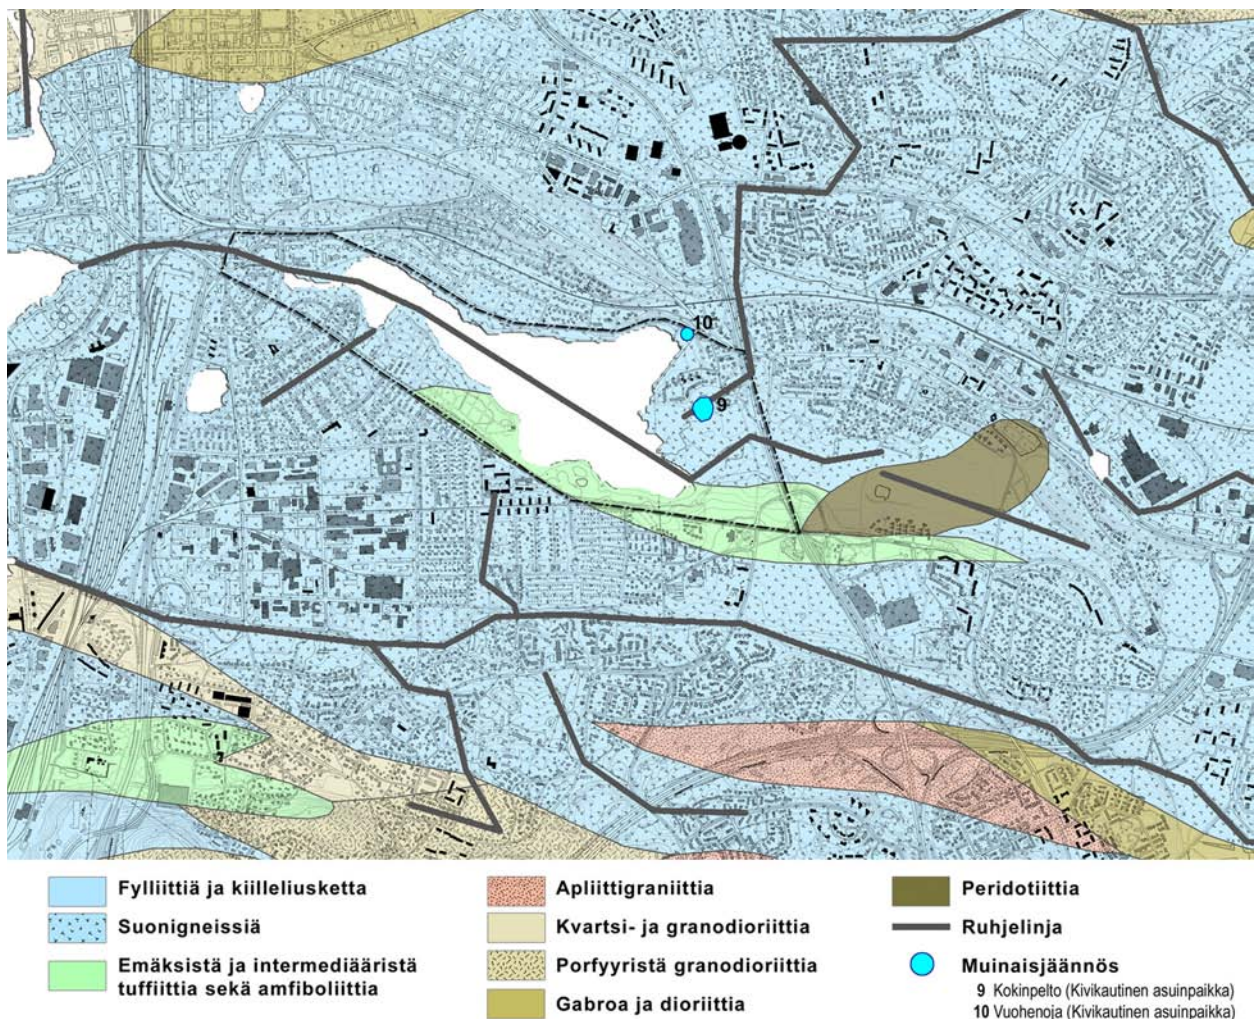 10
9
Fylliittiä ja kiilleliusketta
Suonigneissiä
Emäksistä ja intermediääristä
tuffiittia sekä amfiboliittia
Apliittigraniittia
Kvartsi- ja granodioriittia
Porfyyristä granodioriittia
Gabroa ja dioriittia
Peridotiittia
Ruhjelinja
Muinaisjäännös
9 Kokinpelto (Kivikautinen asuinpaikka)
10 Vuohenoja (Kivikautinen asuinpaikka)